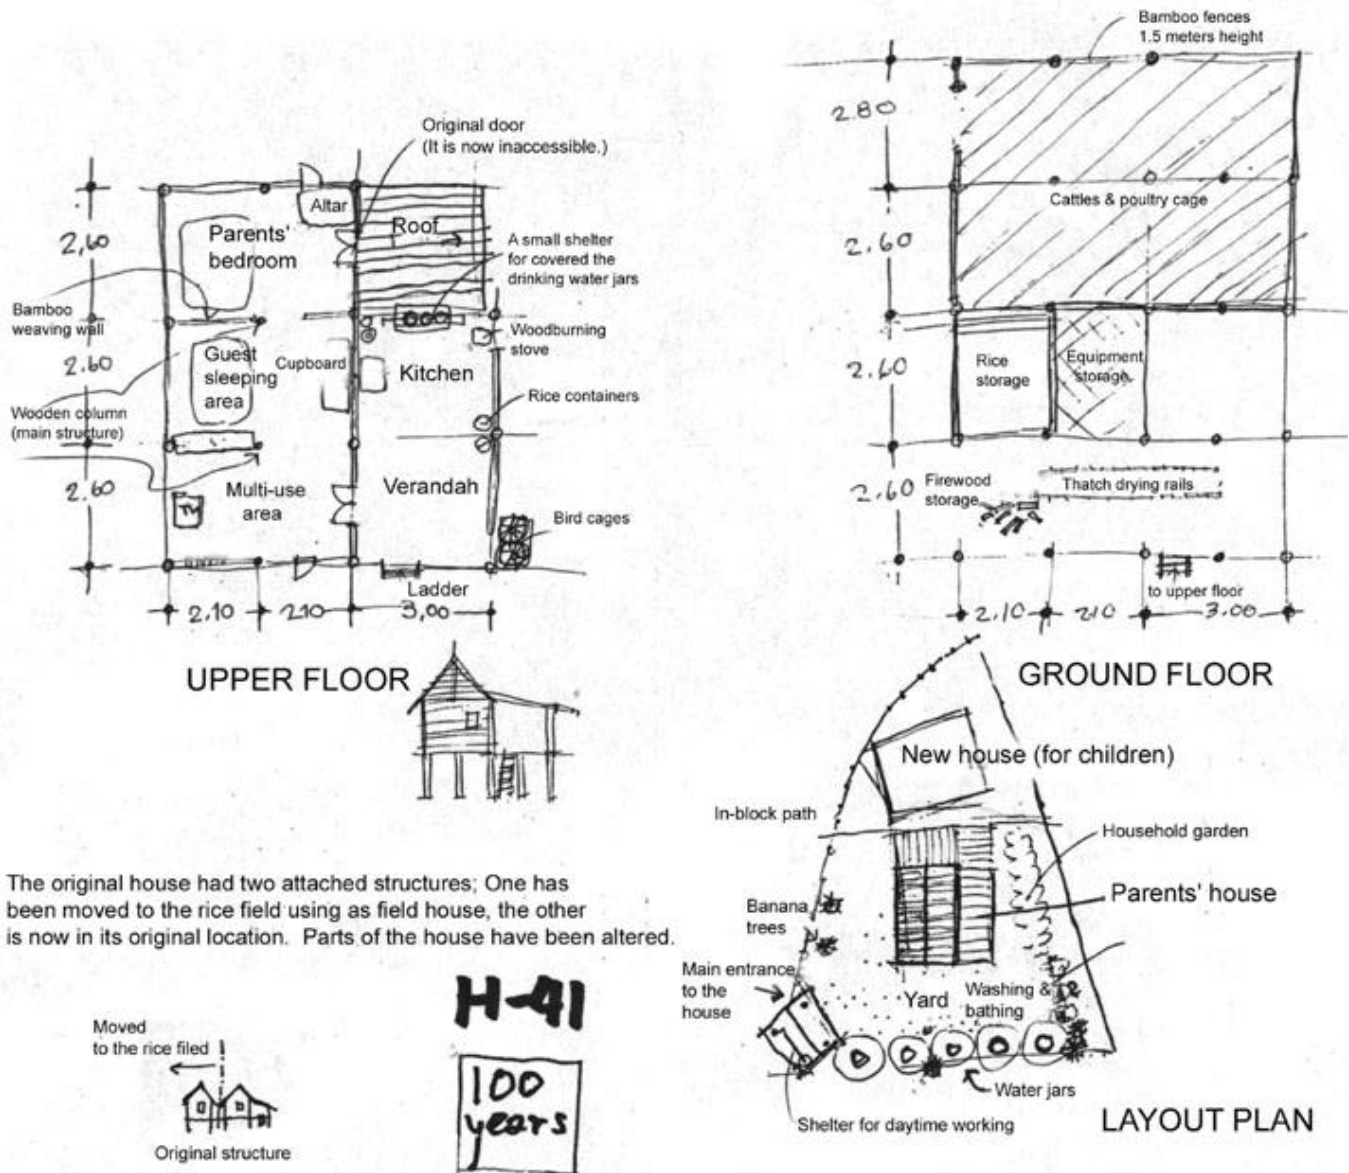 Bamboo fences
1.5 meters height
2.80
2.60
2.60
2.60
Cattles & poultry cage
Rice
storage
Equipment
storage
Firewood
storage
Thatch drying rails
to upper floor
2.10
210
3.00
GROUND FLOOR
Original door
(It is now inaccessible.)
Altar
Roof
Parents'
bedroom
A small shelter
for covered the
drinking water jars
2.60
2.60
2.60
Bamboo
weaving wall
Guest
sleeping
area
Cupboard
Kitchen
Woodburning
stove
Rice containers
Wooden column
(main structure)
Multi-use
area
TV
Verandah
Bird cages
Ladder
2.10
210
3.00
UPPER FLOOR
New house (for children)
In-block path
Household garden
Parents' house
Banana
trees
Main entrance
to the
house
Yard
Washing &
bathing
Water jars
Shelter for daytime working
LAYOUT PLAN
The original house had two attached structures; One has
been moved to the rice field using as field house, the other
is now in its original location. Parts of the house have been altered.
H-41
100
years
Moved
to the rice filed
Original structure